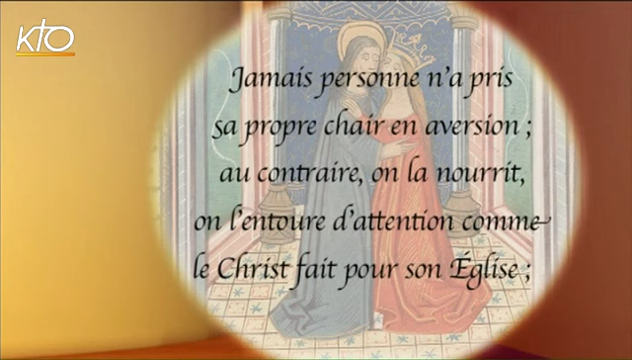 KTO
Jamais personne n'a pris
sa propre chair en aversion ;
au contraire, on la nourrit,
on l'entoure d'attention comme
le Christ fait pour son Église ;